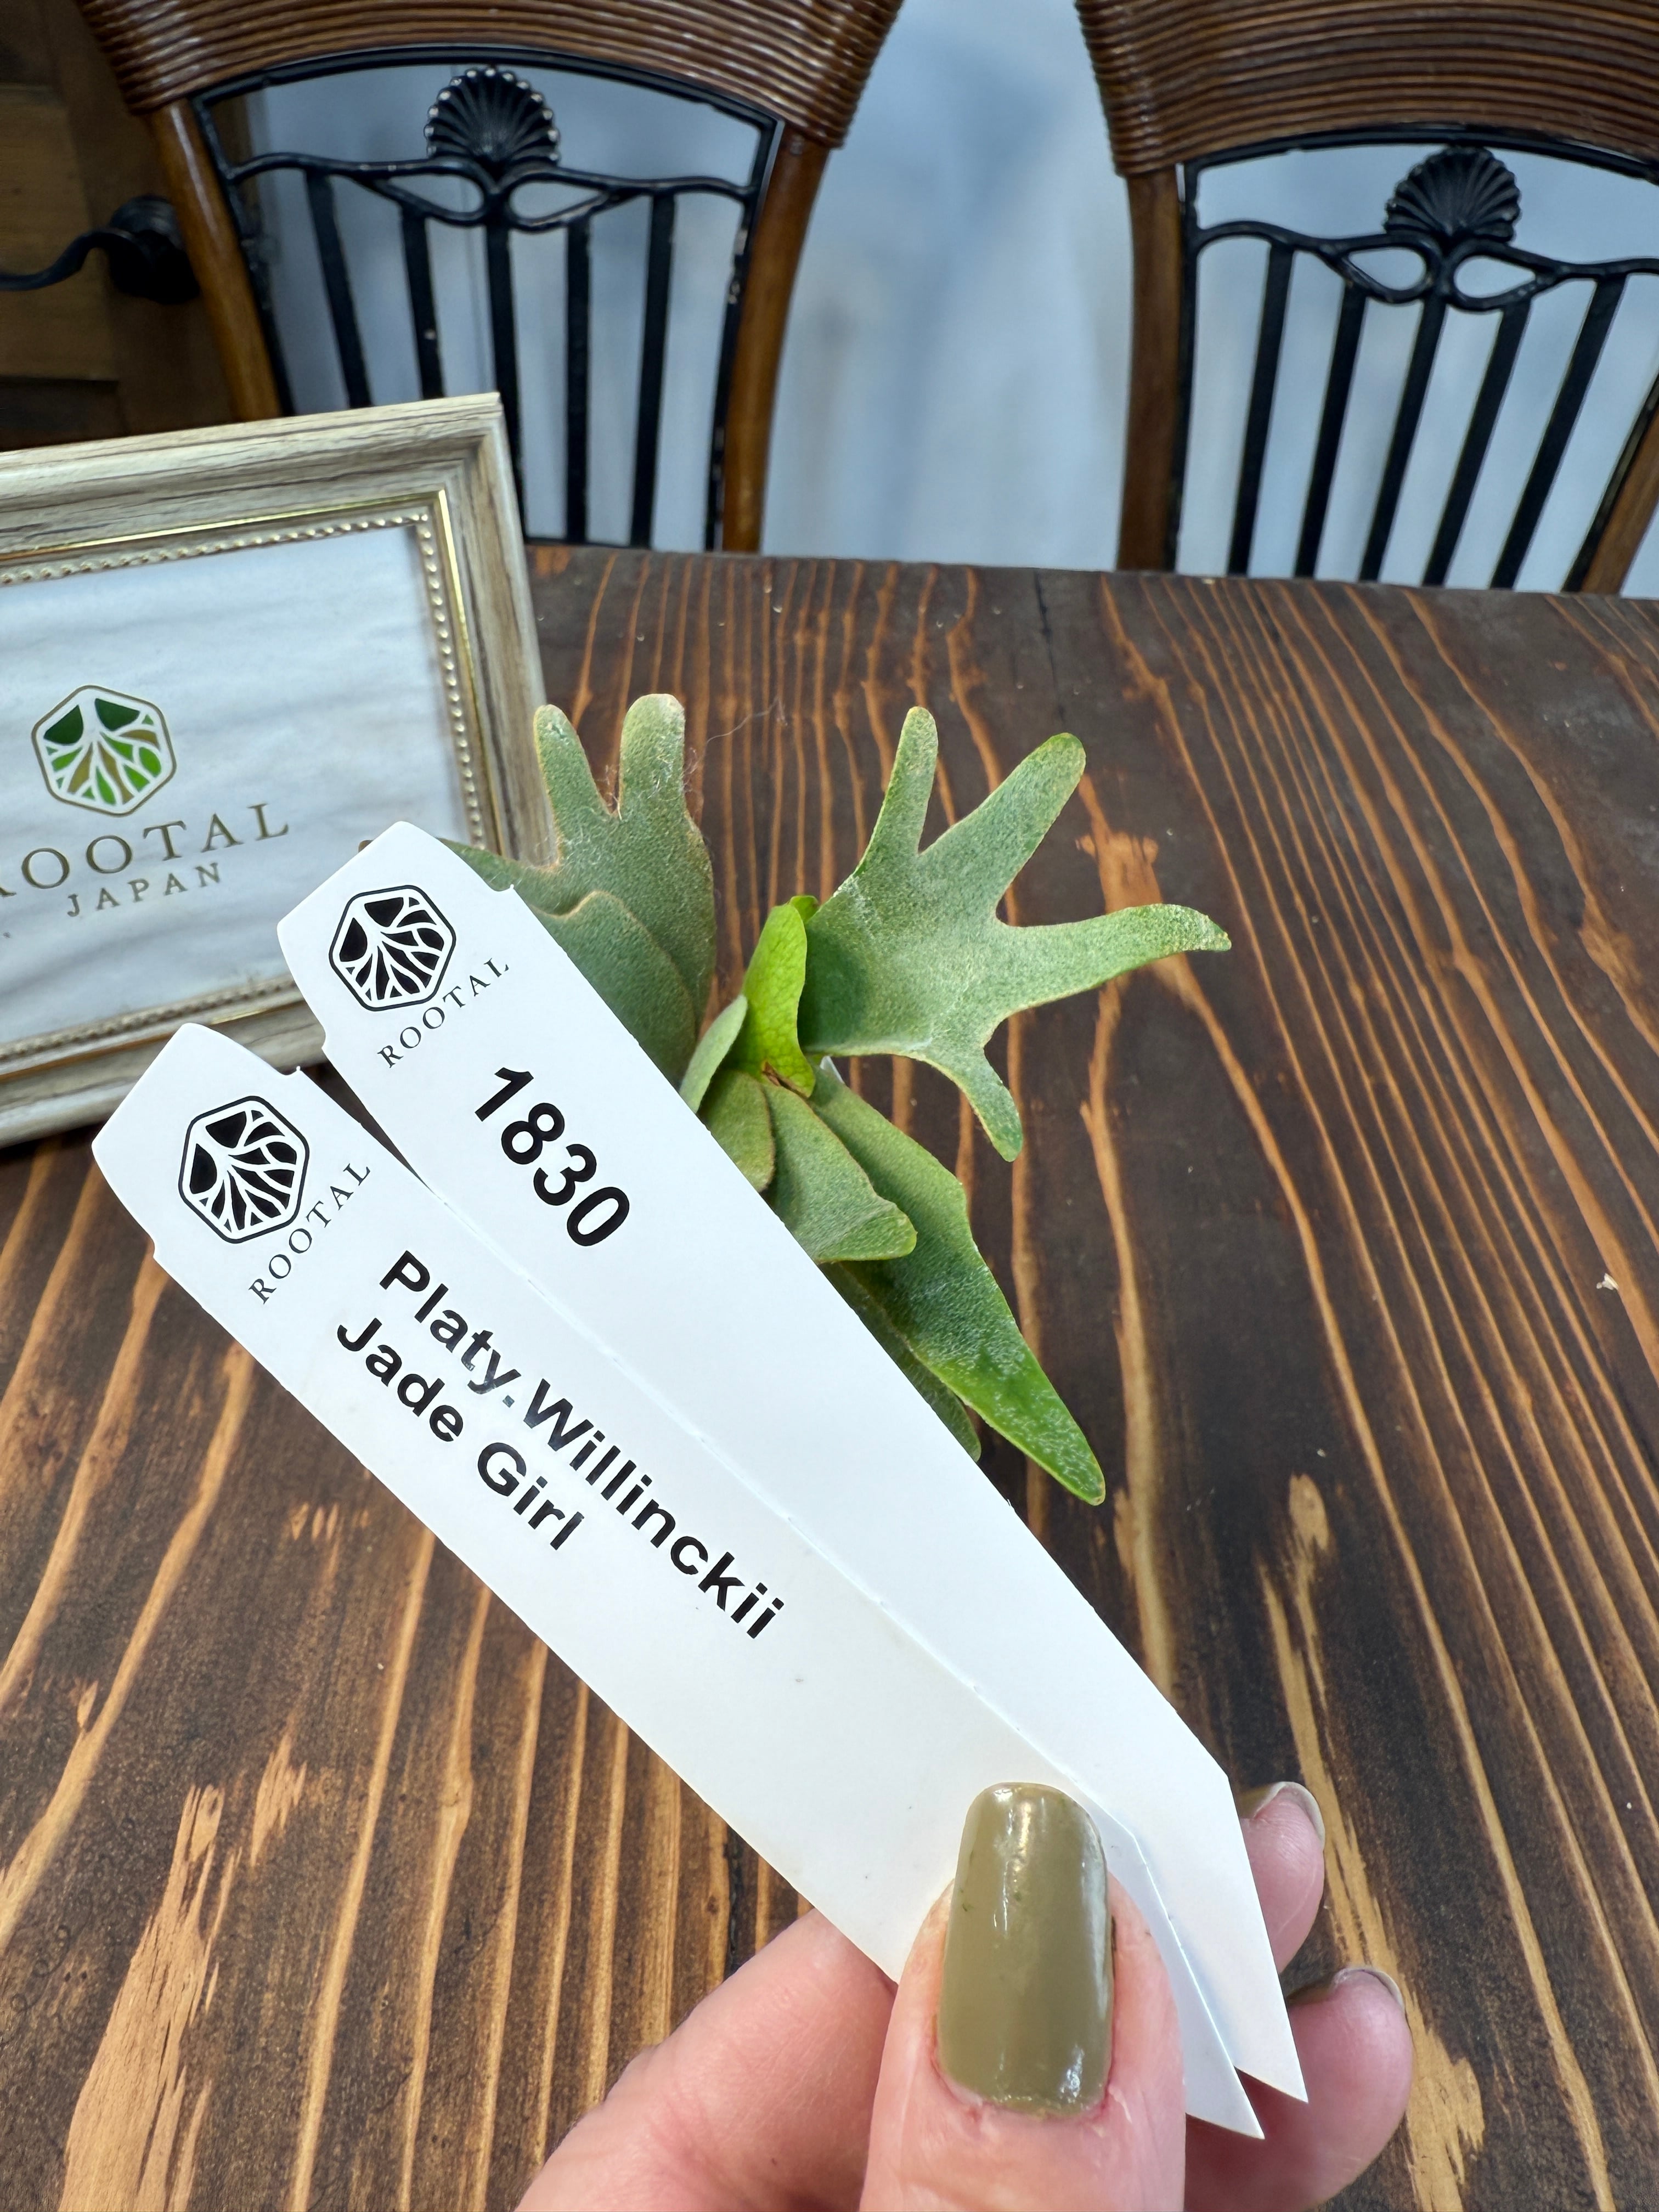 ROOTAL
JAPAN
ROOTAL
1830
ROOTAL
Platy.Willinckii
Jade Girl